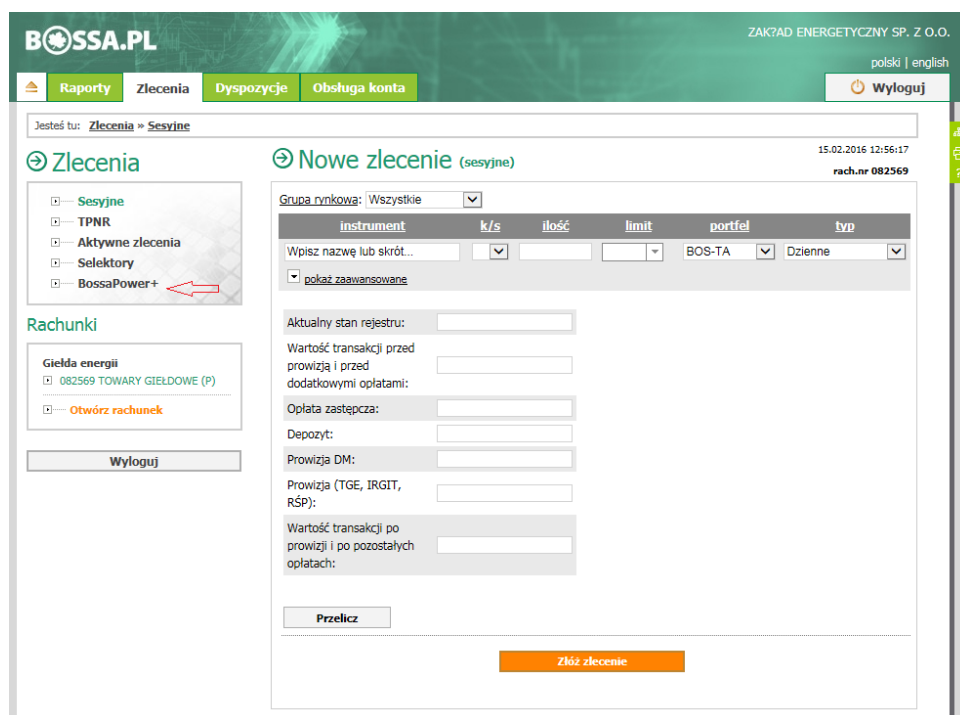 BOSSA.PL
ZAK?AD ENERGETYCZNY SP. Z O.O.
polski | english
Raporty Zlecenia Dyspozycje Obsługa konta
Wyloguj
Jesteś tu: Zlecenia » Sesyjne
Zlecenia
Sesyjne
TPNR
Aktywne zlecenia
Selektory
BossaPower+
Rachunki
Giełda energii
082569 TOWARY GIEŁDOWE (P)
Otwórz rachunek
Wyloguj
Nowe zlecenie (sesyjne)
15.02.2016 12:56:17
rach.nr 082569
Grupa rynkowa: Wszystkie
instrument k/s ilość limit portfel typ
Wpisz nazwę lub skrót... BOS-TA Dzienne
pokaż zaawansowane
Aktualny stan rejestru:
Wartość transakcji przed
prowizją i przed
dodatkowymi opłatami:
Opłata zastępcza:
Depozyt:
Prowizja DM:
Prowizja (TGE, IRGIT,
RŚP):
Wartość transakcji po
prowizji i po pozostałych
opłatach:
Przelicz
Złóż zlecenie